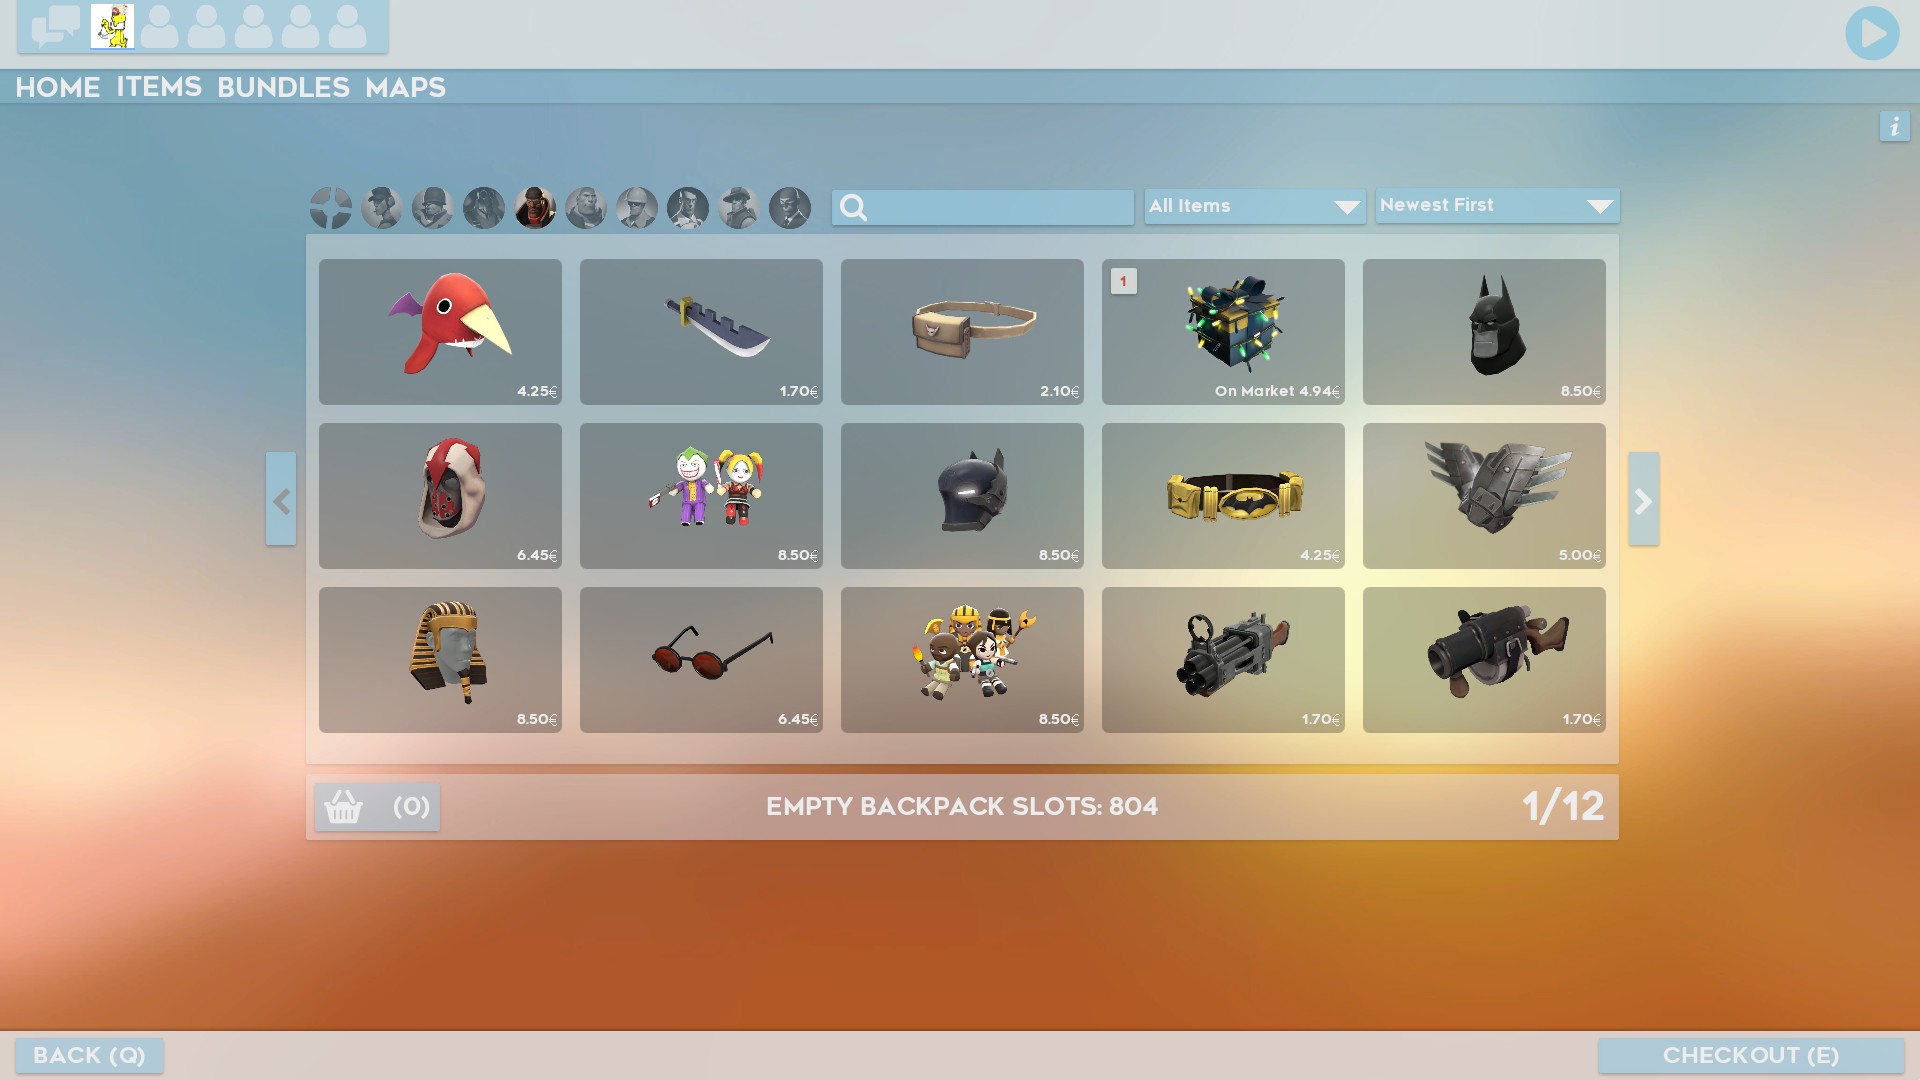 HOME ITEMS BUNDLES MAPS
i
All Items
Newest First
4.25€
1.70€
2.10€
1
On Market 4.94€
8.50€
6.45€
8.50€
8.50€
4.25€
5.00€
8.50€
6.45€
8.50€
1.70€
1.70€
(0)
EMPTY BACKPACK SLOTS: 804
1/12
BACK (Q)
CHECKOUT (E)